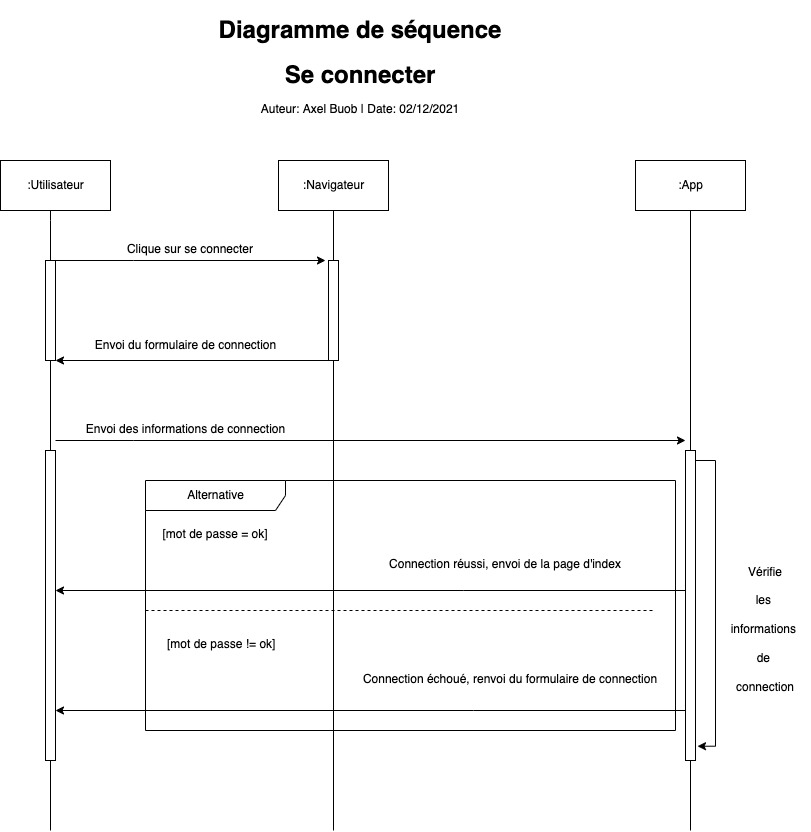 Diagramme de séquence
Se connecter
Auteur: Axel Buob | Date: 02/12/2021
:Utilisateur
:Navigateur
:App
Clique sur se connecter
Envoi du formulaire de connection
Envoi des informations de connection
Alternative
[mot de passe = ok]
Connection réussi, envoi de la page d'index
[mot de passe != ok]
Connection échoué, renvoi du formulaire de connection
Vérifie
les
informations
de
connection